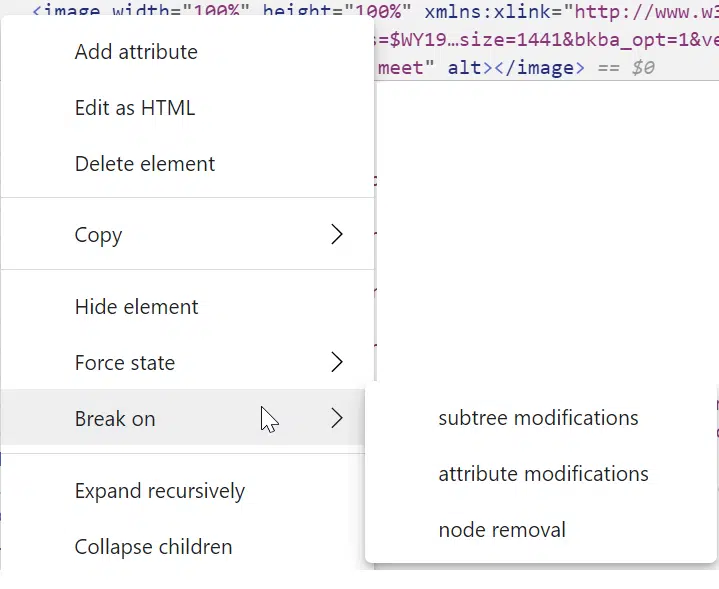 <image width="100%" height="100%" xmlns:xlink="http://www.w3
=$WY19…size=1441&bkba_opt=1&ve
meet" alt></image> == $0
Add attribute
Edit as HTML
Delete element
Copy
Hide element
Force state
Break on
subtree modifications
attribute modifications
node removal
Expand recursively
Collapse children